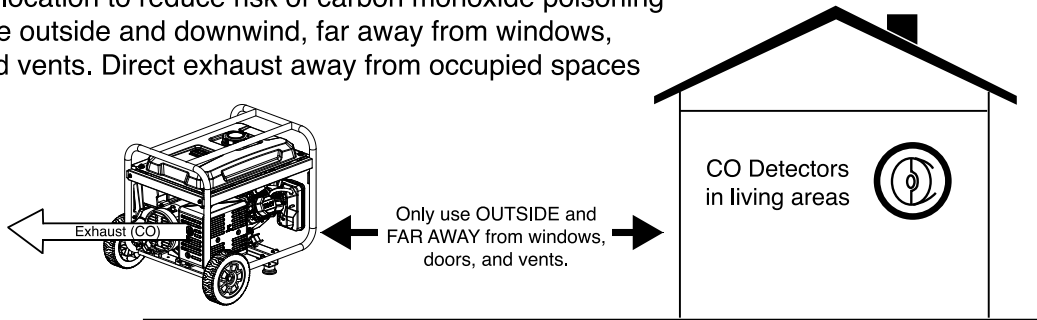 location to reduce risk of carbon monoxide poisoning
e outside and downwind, far away from windows,
d vents. Direct exhaust away from occupied spaces
CO Detectors
in living areas
Only use OUTSIDE and
FAR AWAY from windows,
doors, and vents.
Exhaust (CO)